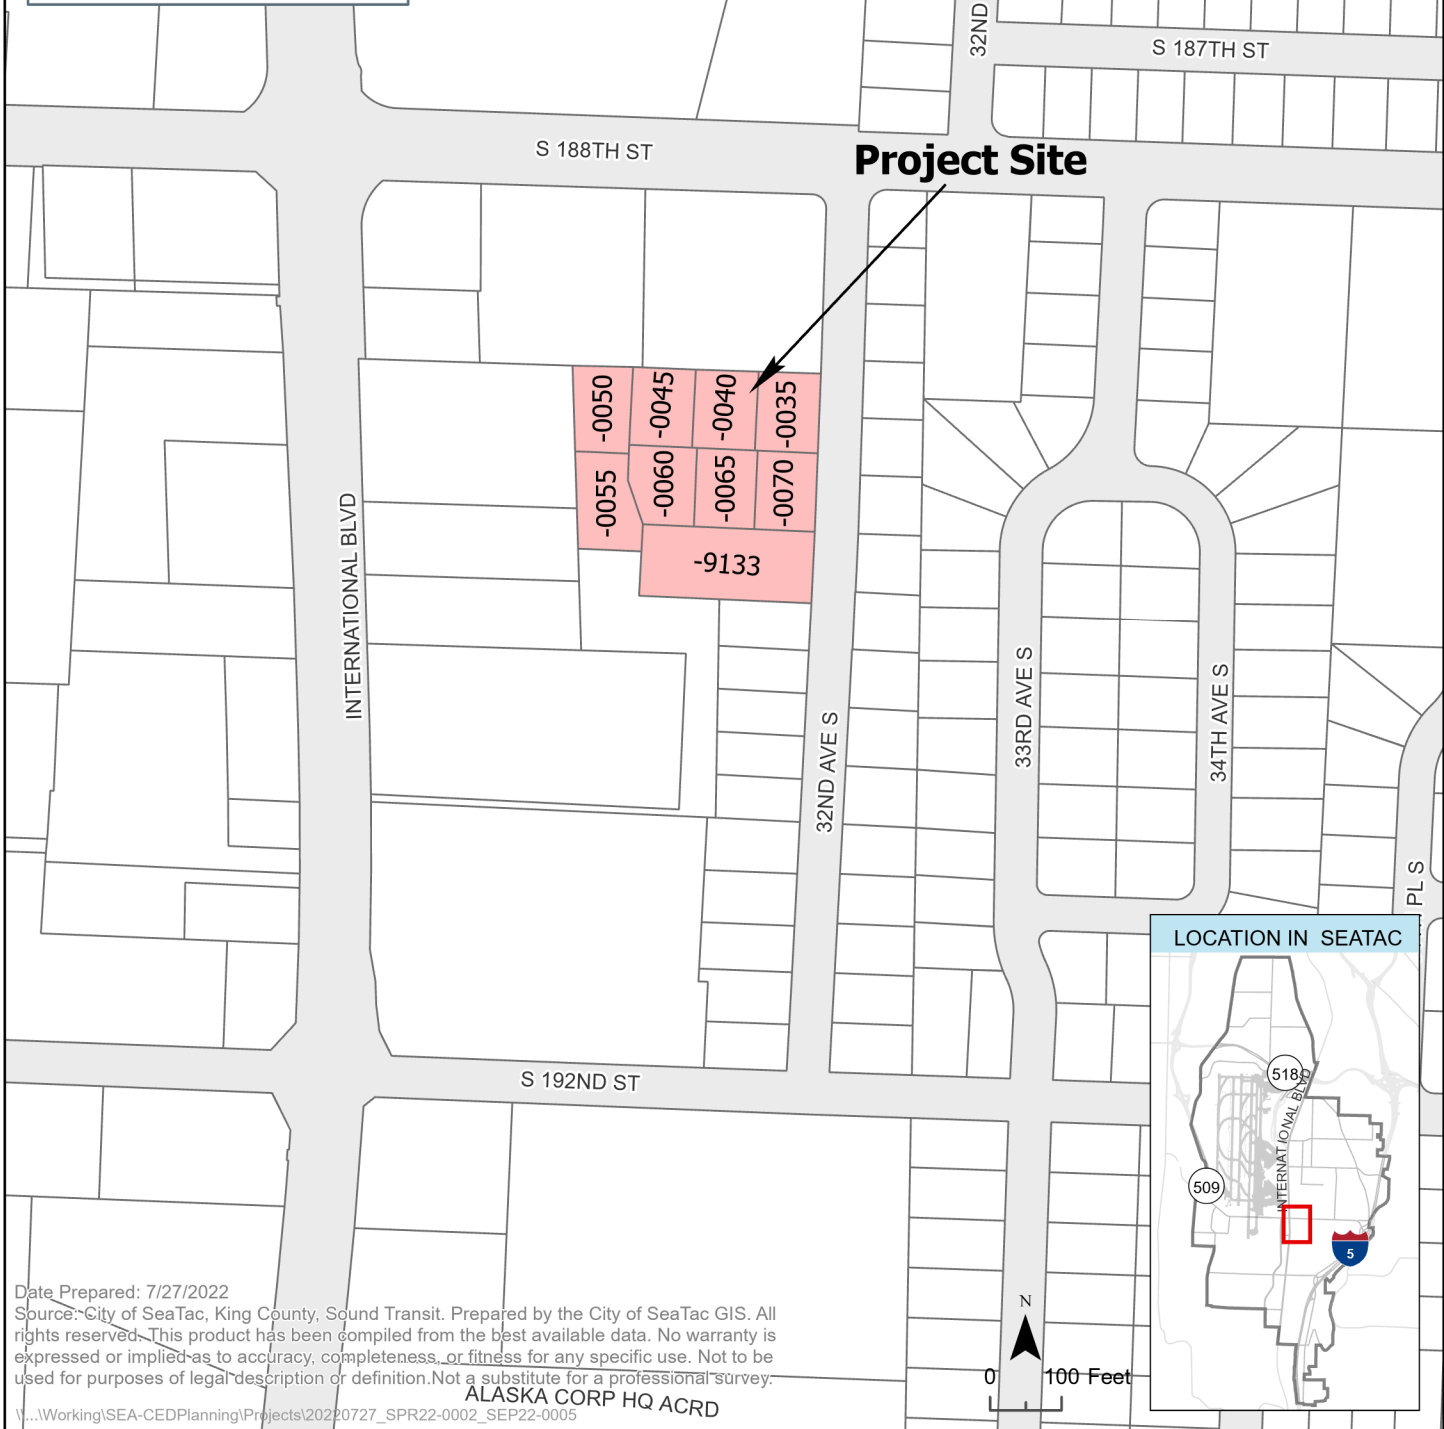 32ND
S 187TH ST
S 188TH ST
Project Site
-0050
-0045
-0040
-0035
-0055
-0060
-0065
-0070
-9133
INTERNATIONAL BLVD
32ND AVE S
33RD AVE S
34TH AVE S
PL S
S 192ND ST
LOCATION IN SEATAC
518
INTERNATIONAL BLVD
509
5
Date Prepared: 7/27/2022
Source: City of SeaTac, King County, Sound Transit. Prepared by the City of SeaTac GIS. All
rights reserved. This product has been compiled from the best available data. No warranty is
expressed or implied as to accuracy, completeness, or fitness for any specific use. Not to be
used for purposes of legal description or definition.Not a substitute for a professional survey.
ALASKA CORP HQ ACRD
\\...\Working\SEA-CEDPlanning\Projects\20220727_SPR22-0002_SEP22-0005
N
0 100 Feet